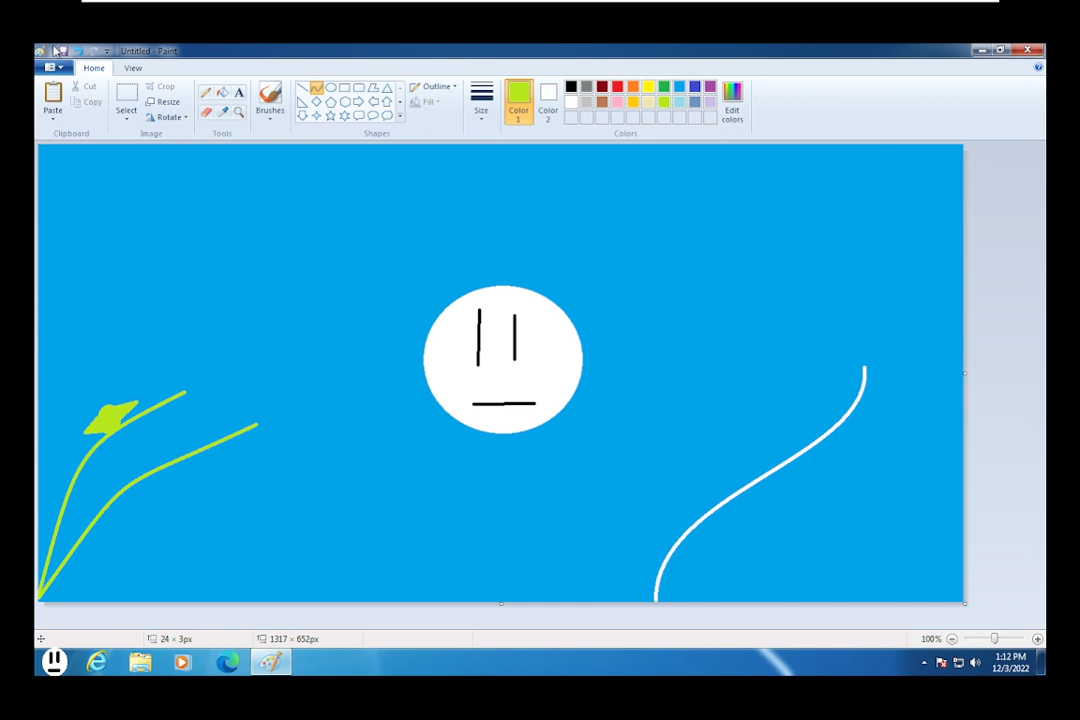 Untitled - Paint
Home View
Paste
Cut
Copy
Clipboard
Select
Crop
Resize
Rotate
Image
A
Tools
Brushes
Outline
Fill
Shapes
Size
Color 1
Color 2
Edit colors
Colors
24 × 3px
1317 × 652px
100%
1:12 PM
12/3/2022